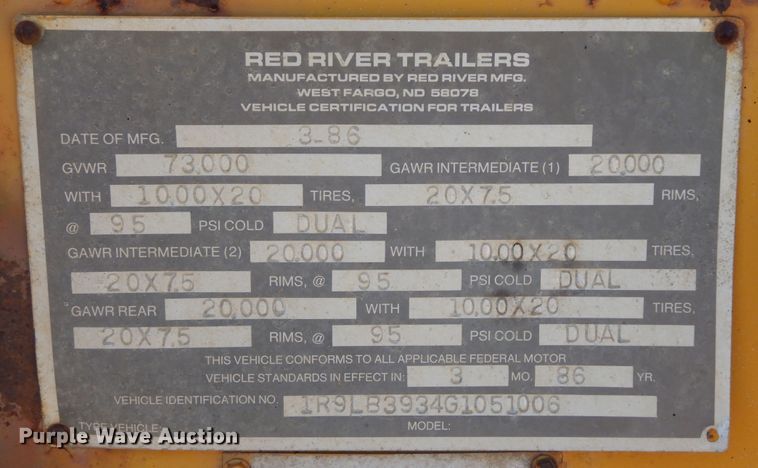 RED RIVER TRAILERS
MANUFACTURED BY RED RIVER MFG.
WEST FARGO, ND 58078
VEHICLE CERTIFICATION FOR TRAILERS
DATE OF MFG. 3-86
GVWR 73,000 GAWR INTERMEDIATE (1) 20,000
WITH 10.00X20 TIRES, 20X7.5 RIMS,
@ 95 PSI COLD DUAL
GAWR INTERMEDIATE (2) 20,000 WITH 10.00X20 TIRES.
20X7.5 RIMS, @ 95 PSI COLD DUAL
GAWR REAR 20,000 WITH 10.00X20 TIRES,
20X7.5 RIMS, @ 95 PSI COLD DUAL
THIS VEHICLE CONFORMS TO ALL APPLICABLE FEDERAL MOTOR
VEHICLE STANDARDS IN EFFECT IN: 3 MO. 86 YR.
VEHICLE IDENTIFICATION NO. 1R9LB3934G1051006
TYPE VEHICLE: MODEL:
Purple Wave Auction